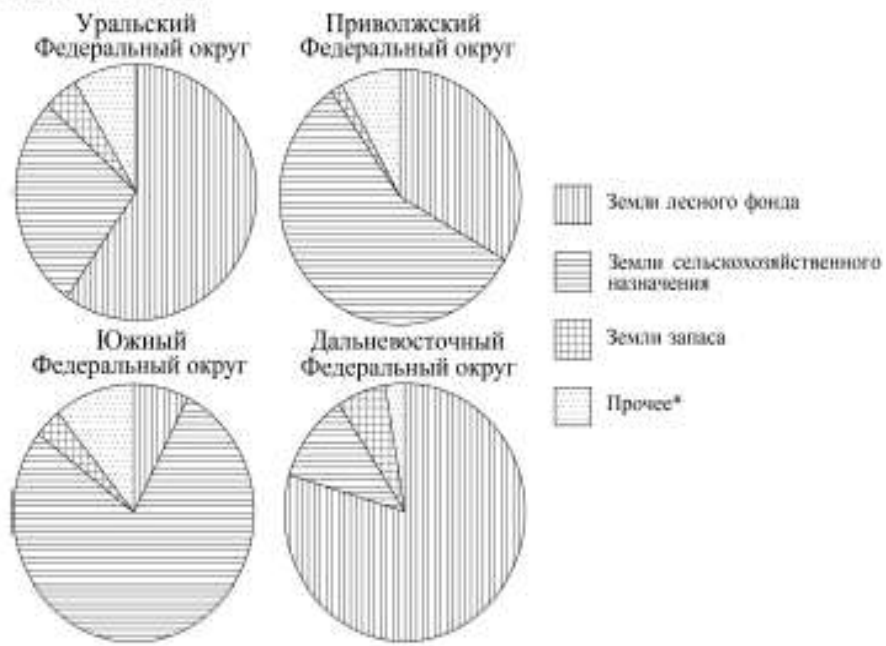 Уральский
Федеральный округ
Приволжский
Федеральный округ
Земли лесного фонда
Земли сельскохозяйственного
назначения
Земли запаса
Прочее*
Южный
Федеральный округ
Дальневосточный
Федеральный округ